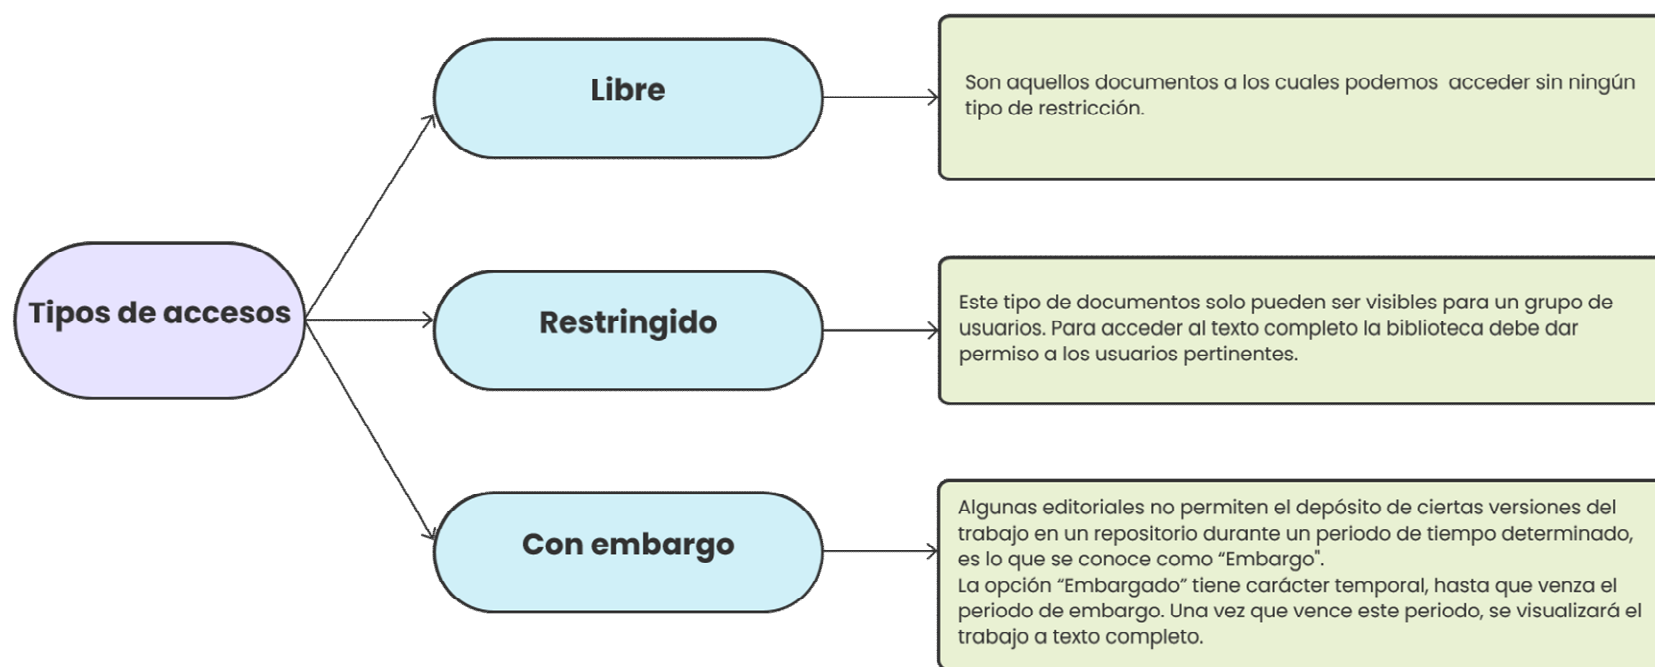 Tipos de accesos
Libre
Son aquellos documentos a los cuales podemos  acceder sin ningún
tipo de restricción.
Restringido
Este tipo de documentos solo pueden ser visibles para un grupo de
usuarios. Para acceder al texto completo la biblioteca debe dar
permiso a los usuarios pertinentes.
Con embargo
Algunas editoriales no permiten el depósito de ciertas versiones del
trabajo en un repositorio durante un periodo de tiempo determinado,
es lo que se conoce como “Embargo".
La opción “Embargado” tiene carácter temporal, hasta que venza el
periodo de embargo. Una vez que vence este periodo, se visualizará el
trabajo a texto completo.